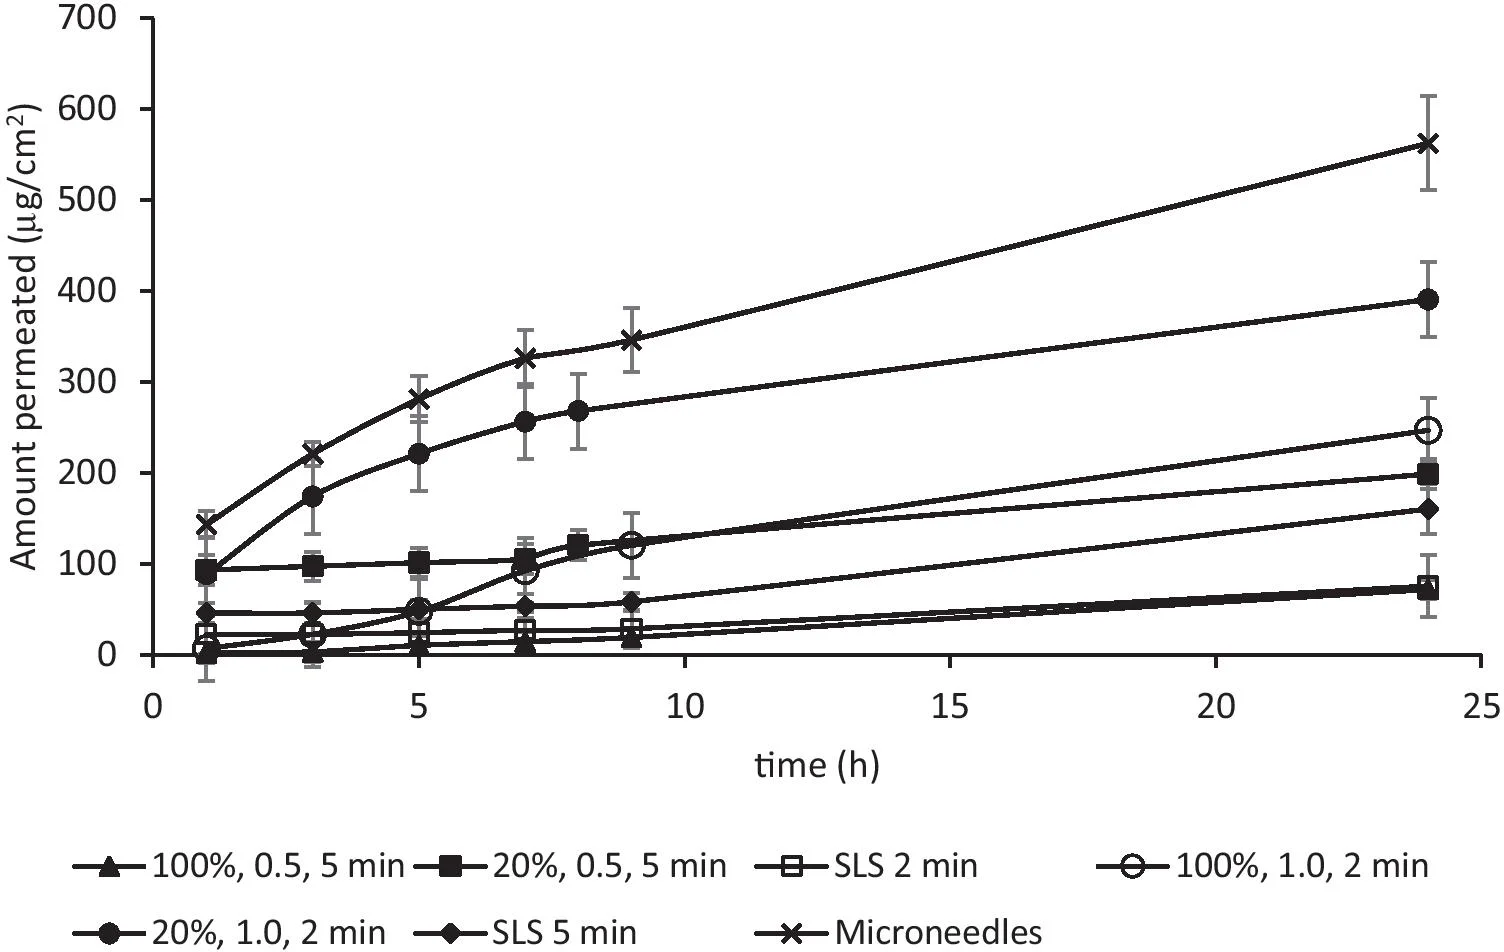 700
600
500
400
300
200
100
0
Amount permeated (µg/cm²)
0 5 10 15 20 25
time (h)
100%, 0.5, 5 min 20%, 0.5, 5 min SLS 2 min 100%, 1.0, 2 min
20%, 1.0, 2 min SLS 5 min Microneedles